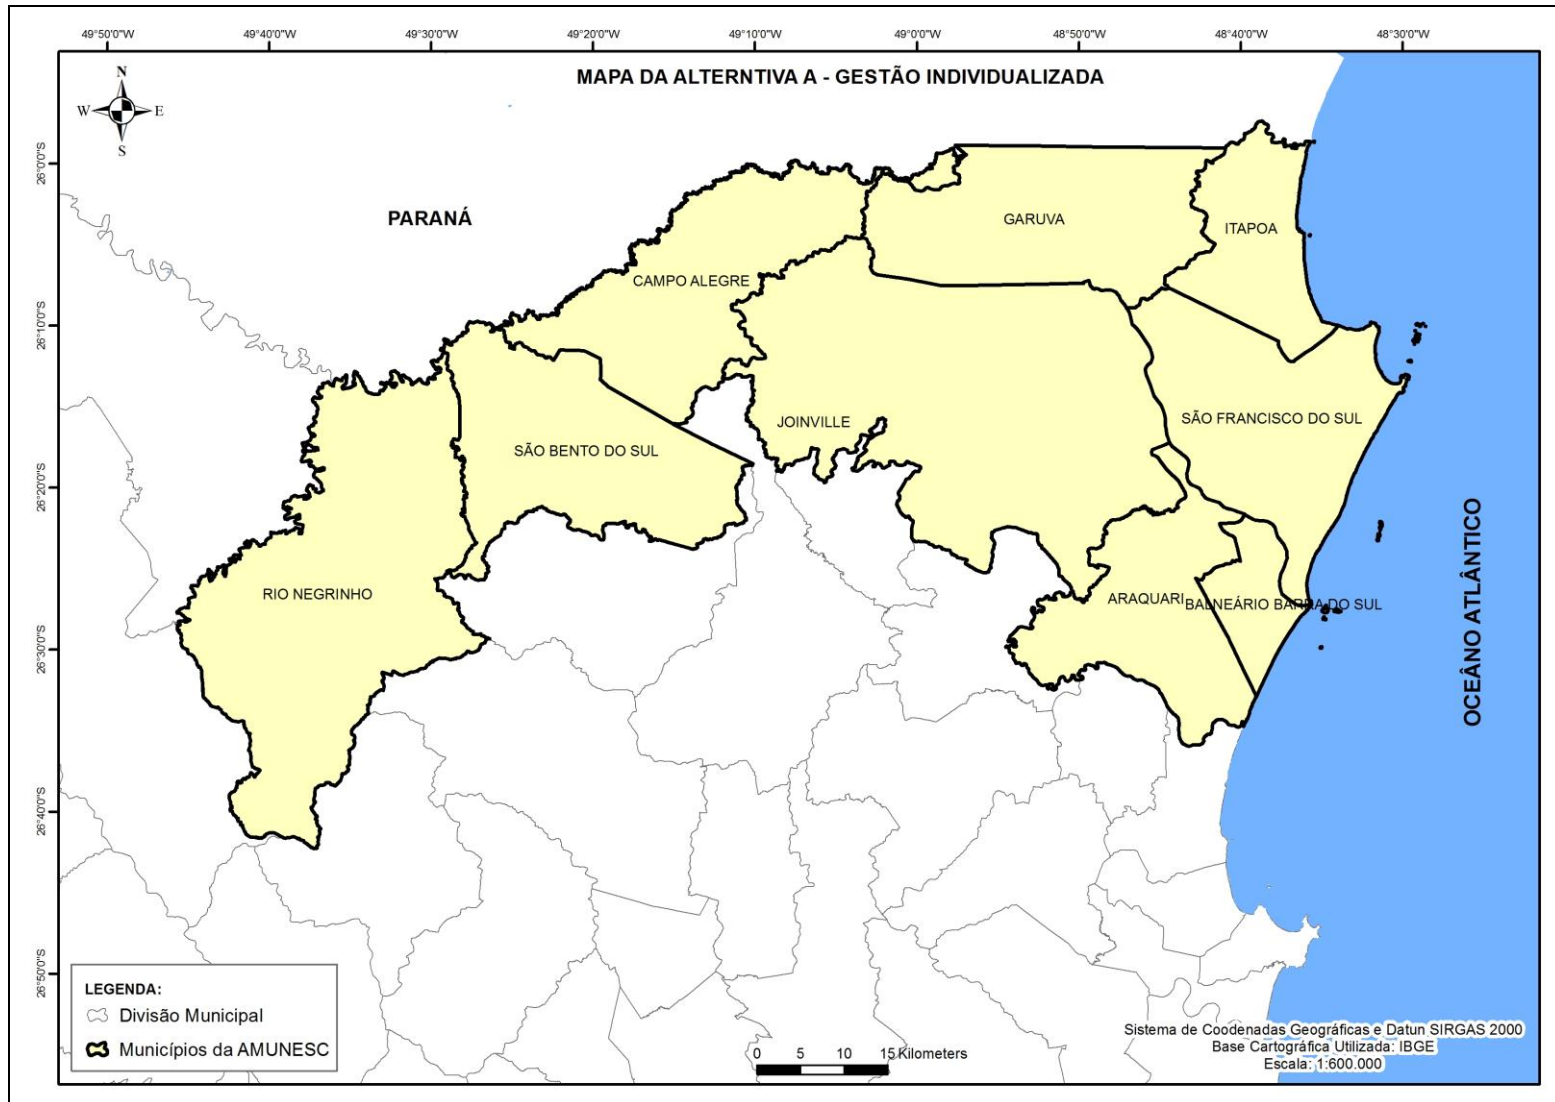 49°50'0"W 49°40'0"W 49°30'0"W 49°20'0"W 49°10'0"W 49°0'0"W 48°50'0"W 48°40'0"W 48°30'0"W
MAPA DA ALTERNTIVA A - GESTÃO INDIVIDUALIZADA
N
W E
S
26°0'0"S
PARANÁ
GARUVA
ITAPOA
CAMPO ALEGRE
26°10'0"S
SÃO FRANCISCO DO SUL
JOINVILLE
SÃO BENTO DO SUL
26°20'0"S
RIO NEGRINHO
ARAQUARI
BALNEÁRIO BARRA DO SUL
OCEÂNO ATLÂNTICO
26°30'0"S
26°40'0"S
26°50'0"S
LEGENDA:
Divisão Municipal
Municípios da AMUNESC
0 5 10 15 Kilometers
Sistema de Coodenadas Geográficas e Datun SIRGAS 2000
Base Cartográfica Utilizada: IBGE
Escala: 1:600.000